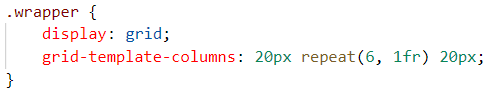 .wrapper {
    display: grid;
    grid-template-columns: 20px repeat(6, 1fr) 20px;
}